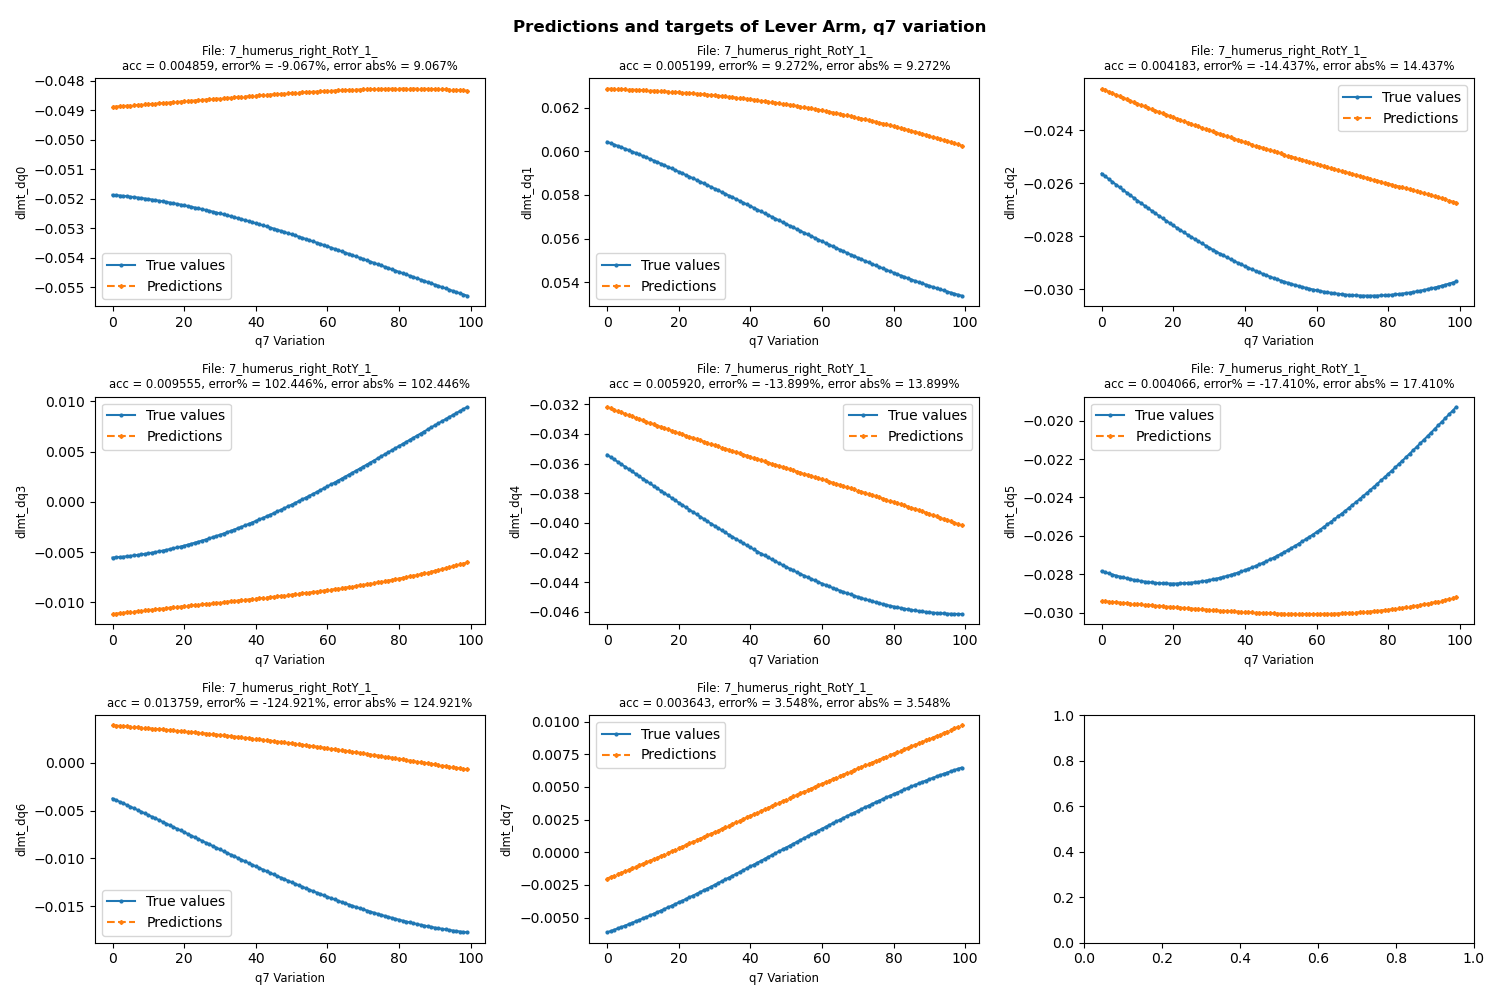 Predictions and targets of Lever Arm, q7 variation
File: 7_humerus_right_RotY_1_
acc = 0.004859, error% = -9.067%, error abs% = 9.067%
−0.048
−0.049
−0.050
−0.051
−0.052
−0.053
−0.054
−0.055
dlmt_dq0
True values
Predictions
0 20 40 60 80 100
q7 Variation
File: 7_humerus_right_RotY_1_
acc = 0.005199, error% = 9.272%, error abs% = 9.272%
0.062
0.060
0.058
0.056
0.054
dlmt_dq1
True values
Predictions
0 20 40 60 80 100
q7 Variation
File: 7_humerus_right_RotY_1_
acc = 0.004183, error% = -14.437%, error abs% = 14.437%
True values
Predictions
−0.024
−0.026
−0.028
−0.030
dlmt_dq2
0 20 40 60 80 100
q7 Variation
File: 7_humerus_right_RotY_1_
acc = 0.009555, error% = 102.446%, error abs% = 102.446%
0.010
0.005
0.000
−0.005
−0.010
dlmt_dq3
True values
Predictions
0 20 40 60 80 100
q7 Variation
File: 7_humerus_right_RotY_1_
acc = 0.005920, error% = -13.899%, error abs% = 13.899%
−0.032
−0.034
−0.036
−0.038
−0.040
−0.042
−0.044
−0.046
dlmt_dq4
True values
Predictions
0 20 40 60 80 100
q7 Variation
File: 7_humerus_right_RotY_1_
acc = 0.004066, error% = -17.410%, error abs% = 17.410%
−0.020
−0.022
−0.024
−0.026
−0.028
−0.030
dlmt_dq5
True values
Predictions
0 20 40 60 80 100
q7 Variation
File: 7_humerus_right_RotY_1_
acc = 0.013759, error% = -124.921%, error abs% = 124.921%
0.000
−0.005
−0.010
−0.015
dlmt_dq6
True values
Predictions
0 20 40 60 80 100
q7 Variation
File: 7_humerus_right_RotY_1_
acc = 0.003643, error% = 3.548%, error abs% = 3.548%
0.0100
0.0075
0.0050
0.0025
0.0000
−0.0025
−0.0050
dlmt_dq7
True values
Predictions
0 20 40 60 80 100
q7 Variation
1.0
0.8
0.6
0.4
0.2
0.0
0.0 0.2 0.4 0.6 0.8 1.0